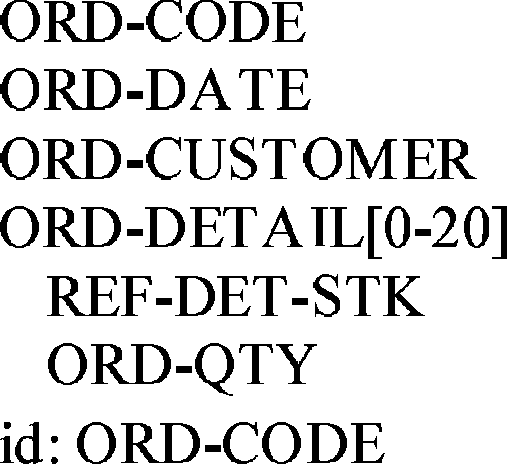 ORD-CODE
ORD-DATE
ORD-CUSTOMER
ORD-DETAIL[0-20]
REF-DET-STK
ORD-QTY
id: ORD-CODE